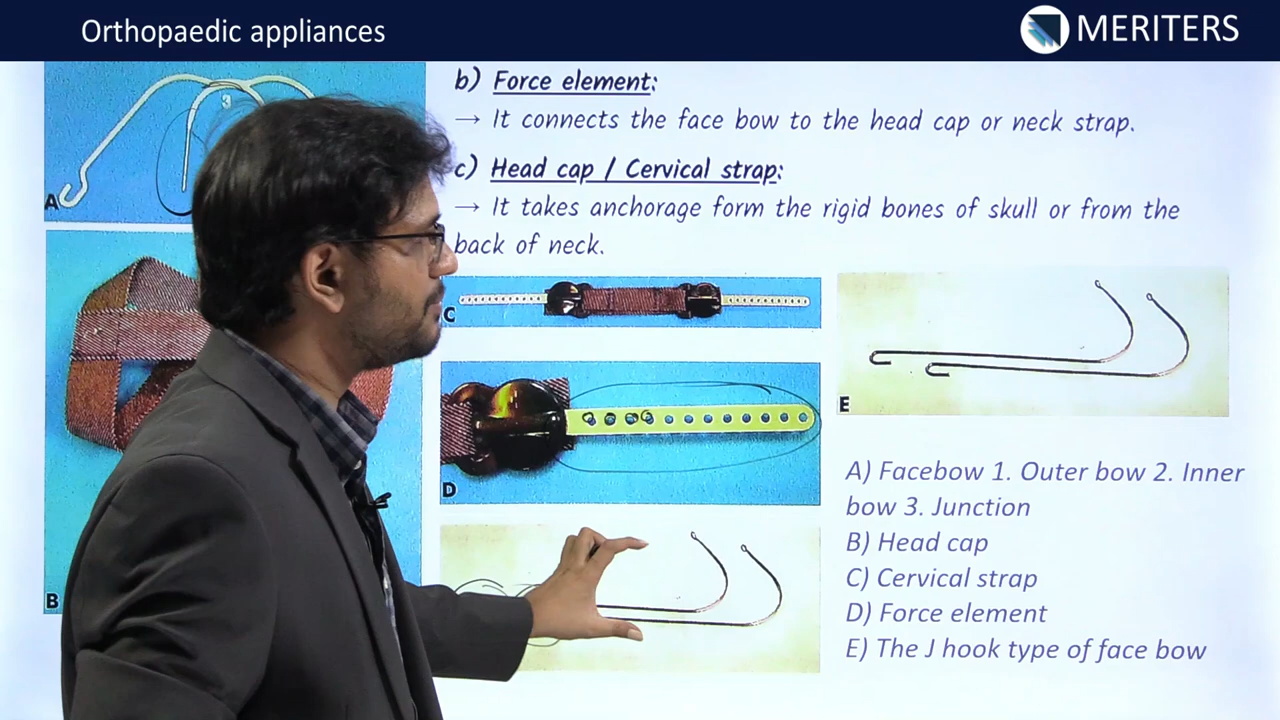 Orthopaedic appliances
MERITERS
b) Force element:
→ It connects the face bow to the head cap or neck strap.
c) Head cap / Cervical strap:
→ It takes anchorage form the rigid bones of skull or from the
back of neck.
3
A
B
C
D
E
A) Facebow 1. Outer bow 2. Inner
bow 3. Junction
B) Head cap
C) Cervical strap
D) Force element
E) The J hook type of face bow